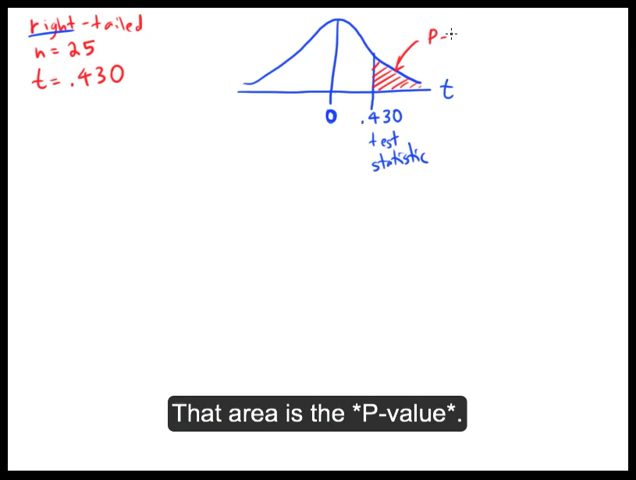 right-tailed
n = 25
t = .430
P-
t
0
.430
test
statistic
That area is the *P-value*.